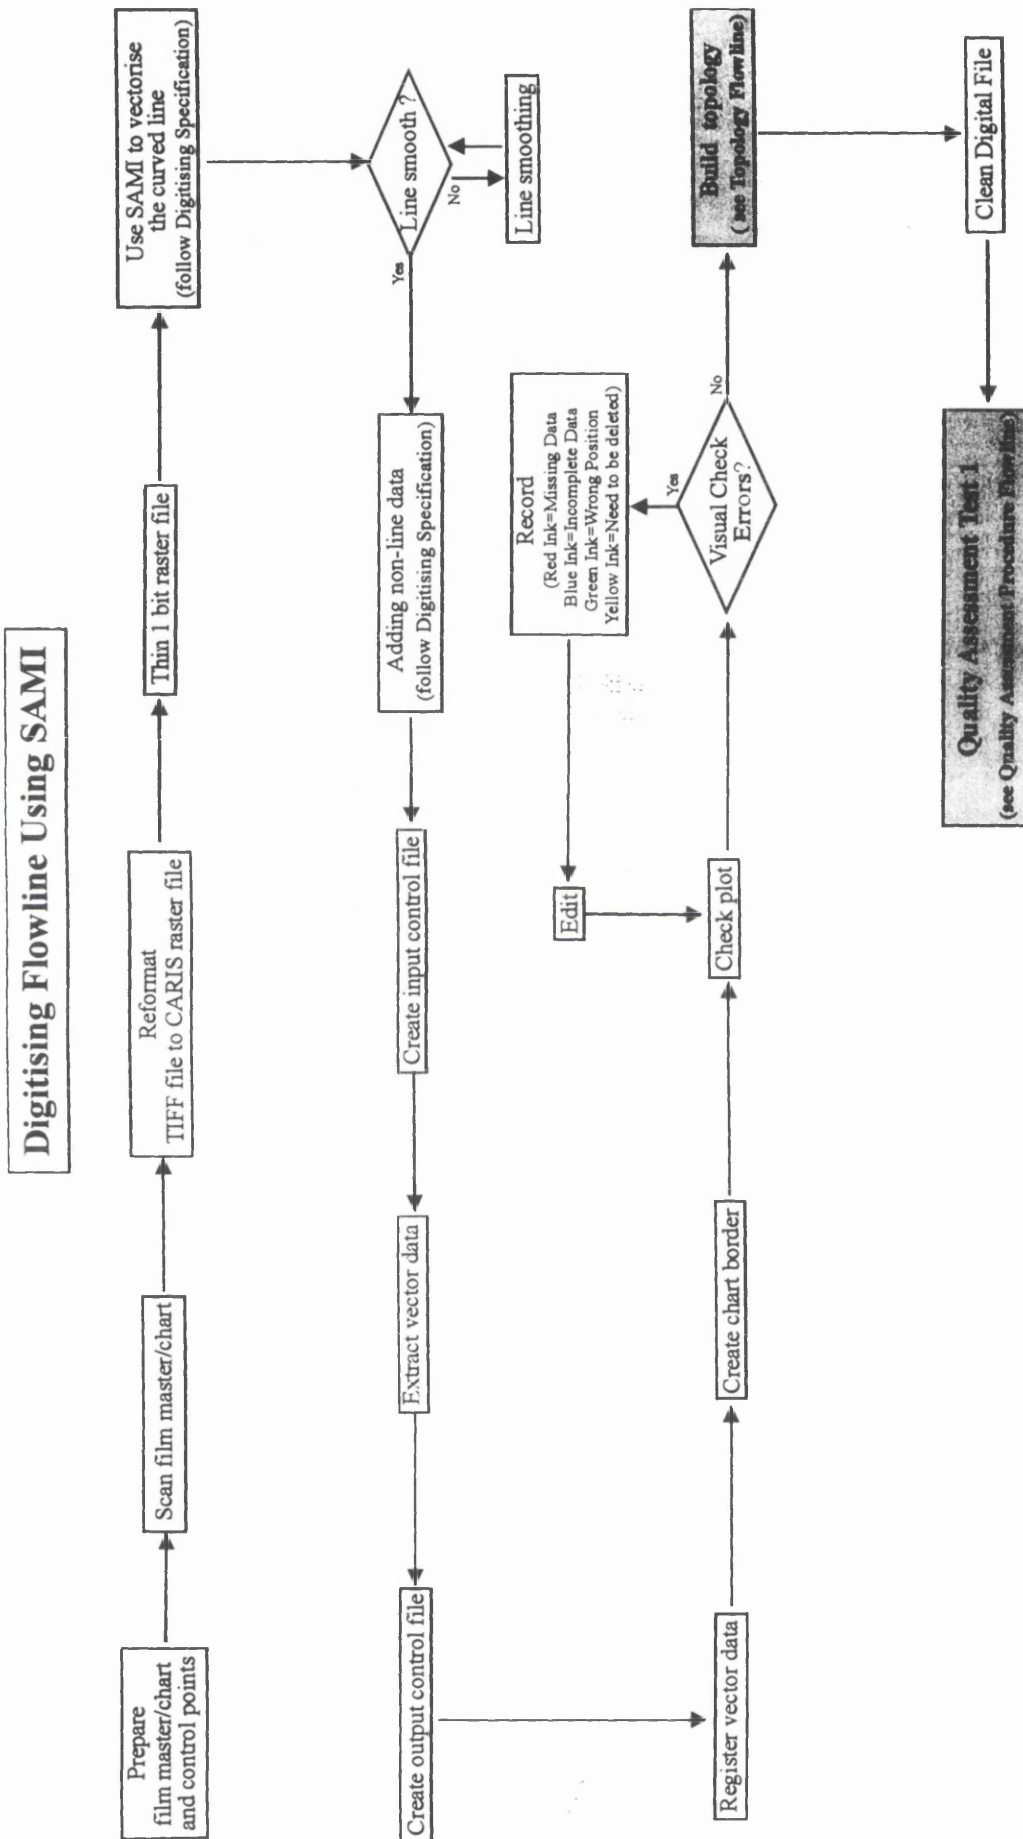 Digitising Flowline Using SAMI
Prepare
film master/chart
and control points
Scan film master/chart
Reformat
TIFF file to CARIS raster file
Thin 1 bit raster file
Use SAMI to vectorise
the curved line
(follow Digitising Specification)
Line smooth ?
No
Line smoothing
Yes
Adding non-line data
(follow Digitising Specification)
Create input control file
Extract vector data
Create output control file
Register vector data
Create chart border
Check plot
Visual Check
Errors?
Yes
Record
(Red Ink=Missing Data
Blue Ink=Incomplete Data
Green Ink=Wrong Position
Yellow Ink=Need to be deleted)
Edit
No
Build topology
( see Topology Flowline)
Clean Digital File
Quality Assessment Test 1
(see Quality Assessment Procedure Flowline)